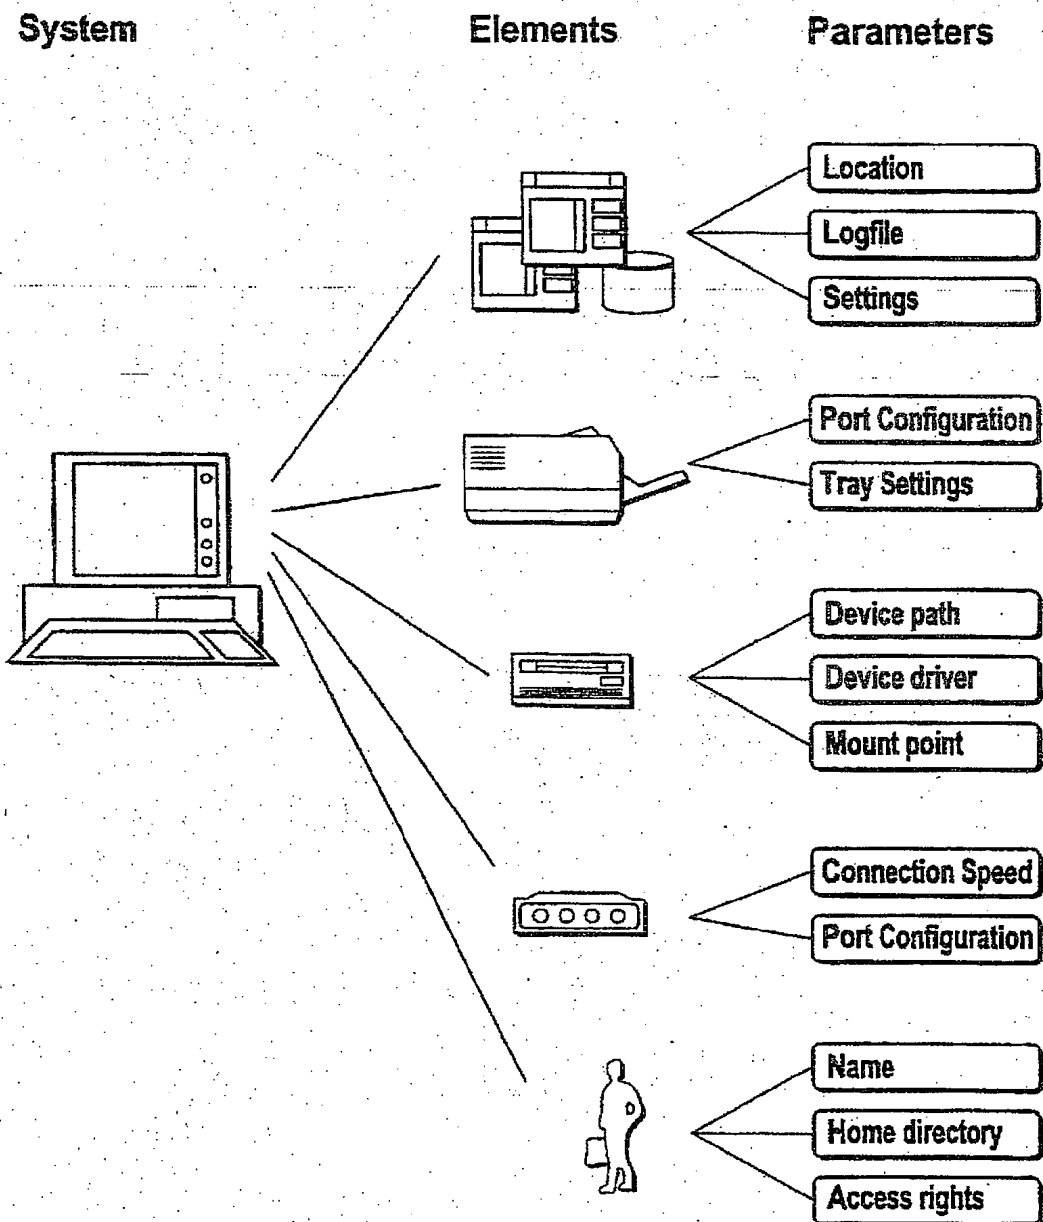 System
Elements
Parameters
Location
Logfile
Settings
Port Configuration
Tray Settings
Device path
Device driver
Mount point
Connection Speed
Port Configuration
Name
Home directory
Access rights